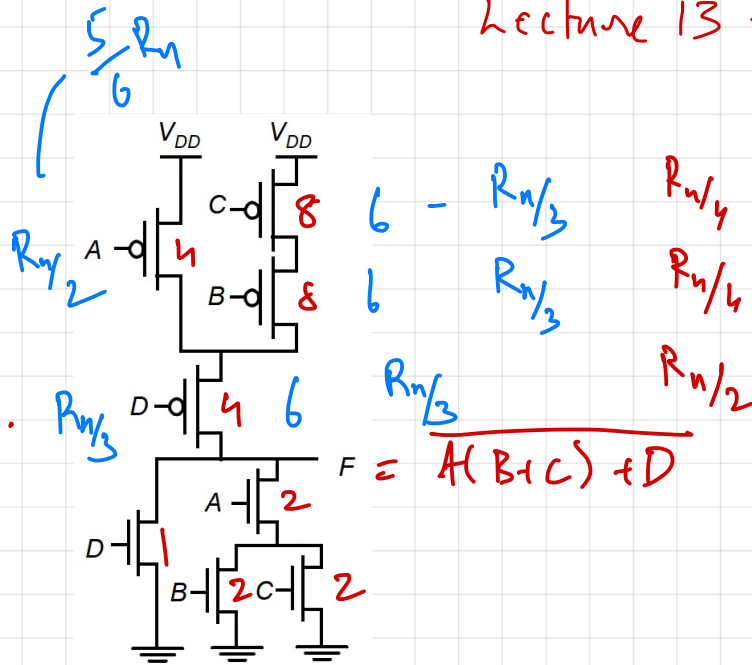 Lecture 13
5/6 Rn
VDD VDD
C 8 6 - Rn/3 Rn/4
Rn/2 A 4
B 8 6 Rn/3 Rn/4
Rn/3 D 4 6 Rn/3 Rn/2
F = A(B+C)+D
A 2
D 1
B 2 C 2